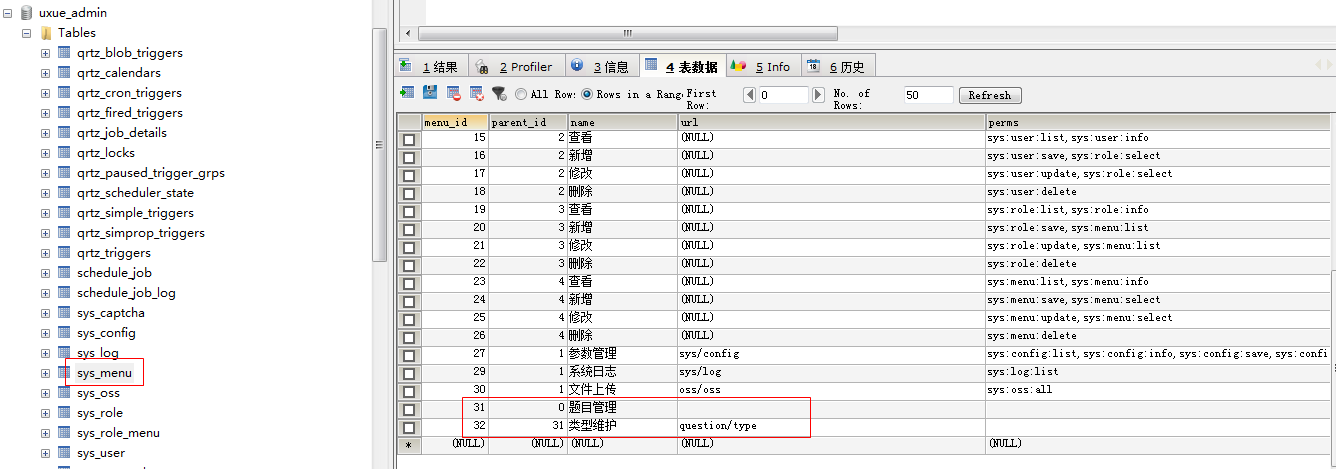 uxue_admin
Tables
qrtz_blob_triggers
qrtz_calendars
qrtz_cron_triggers
qrtz_fired_triggers
qrtz_job_details
qrtz_locks
qrtz_paused_trigger_grps
qrtz_scheduler_state
qrtz_simple_triggers
qrtz_simprop_triggers
qrtz_triggers
schedule_job
schedule_job_log
sys_captcha
sys_config
sys_log
sys_menu
sys_oss
sys_role
sys_role_menu
sys_user
1 结果 2 Profiler 3 信息 4 表数据 5 Info 6 历史
All Row: Rows in a Rang First Row: 0 No. of Rows: 50 Refresh
menu_id parent_id name url perms
15 2 查看 (NULL) sys:user:list,sys:user:info
16 2 新增 (NULL) sys:user:save,sys:role:select
17 2 修改 (NULL) sys:user:update,sys:role:select
18 2 删除 (NULL) sys:user:delete
19 3 查看 (NULL) sys:role:list,sys:role:info
20 3 新增 (NULL) sys:role:save,sys:menu:list
21 3 修改 (NULL) sys:role:update,sys:menu:list
22 3 删除 (NULL) sys:role:delete
23 4 查看 (NULL) sys:menu:list,sys:menu:info
24 4 新增 (NULL) sys:menu:save,sys:menu:select
25 4 修改 (NULL) sys:menu:update,sys:menu:select
26 4 删除 (NULL) sys:menu:delete
27 1 参数管理 sys/config sys:config:list,sys:config:info,sys:config:save,sys:confi
29 1 系统日志 sys/log sys:log:list
30 1 文件上传 oss/oss sys:oss:all
31 0 题目管理
32 31 类型维护 question/type
* (NULL) (NULL) (NULL) (NULL) (NULL)